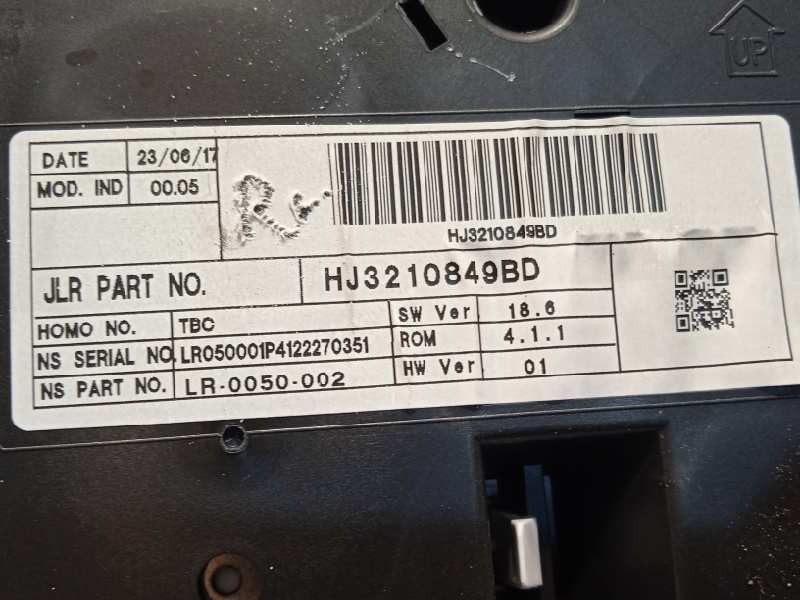 UP
DATE 23/06/17
MOD. IND 00.05
HJ3210849BD
JLR PART NO. HJ3210849BD
HOMO NO. TBC
NS SERIAL NO. LR050001P4122270351
NS PART NO. LR-0050-002
SW Ver 18.6
ROM 4.1.1
HW Ver 01